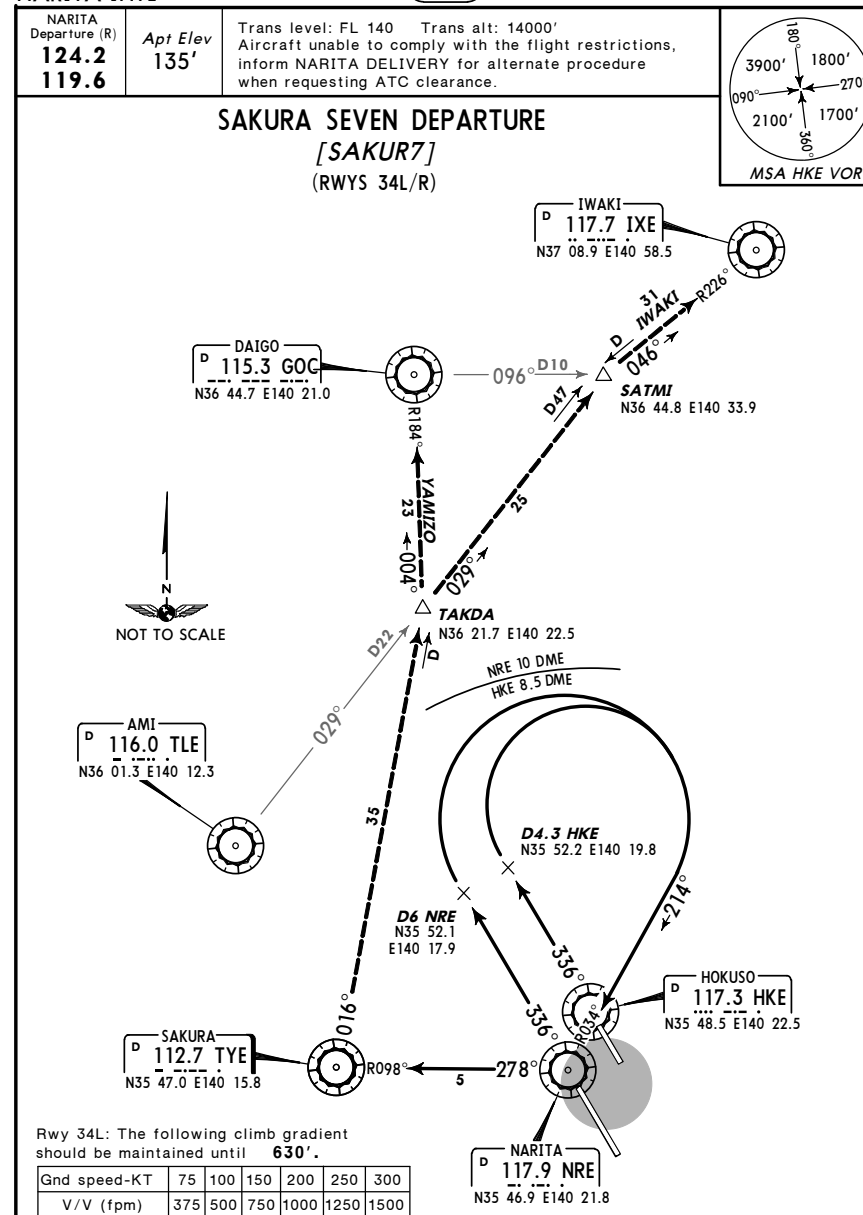 NARITA
Departure (R)
124.2
119.6
Apt Elev
135'
Trans level: FL 140 Trans alt: 14000'
Aircraft unable to comply with the flight restrictions,
inform NARITA DELIVERY for alternate procedure
when requesting ATC clearance.
180°
3900' 1800'
090° 270°
2100' 1700'
360°
MSA HKE VOR
SAKURA SEVEN DEPARTURE
[SAKUR7]
(RWYS 34L/R)
IWAKI
D 117.7 IXE
N37 08.9 E140 58.5
R226°
31
IWAKI
D
046°
DAIGO
D 115.3 GOC
N36 44.7 E140 21.0
096° D10
SATMI
N36 44.8 E140 33.9
D47
R184°
YAMIZO
23
004°
25
029°
N
NOT TO SCALE
TAKDA
N36 21.7 E140 22.5
D22
D
029°
NRE 10 DME
HKE 8.5 DME
AMI
D 116.0 TLE
N36 01.3 E140 12.3
35
D4.3 HKE
N35 52.2 E140 19.8
D6 NRE
N35 52.1
E140 17.9
214°
336°
336°
HOKUSO
D 117.3 HKE
N35 48.5 E140 22.5
R034°
016°
SAKURA
D 112.7 TYE
N35 47.0 E140 15.8
R098°
5
278°
NARITA
D 117.9 NRE
N35 46.9 E140 21.8
Rwy 34L: The following climb gradient
should be maintained until 630'.
Gnd speed-KT 75 100 150 200 250 300
V/V (fpm) 375 500 750 1000 1250 1500